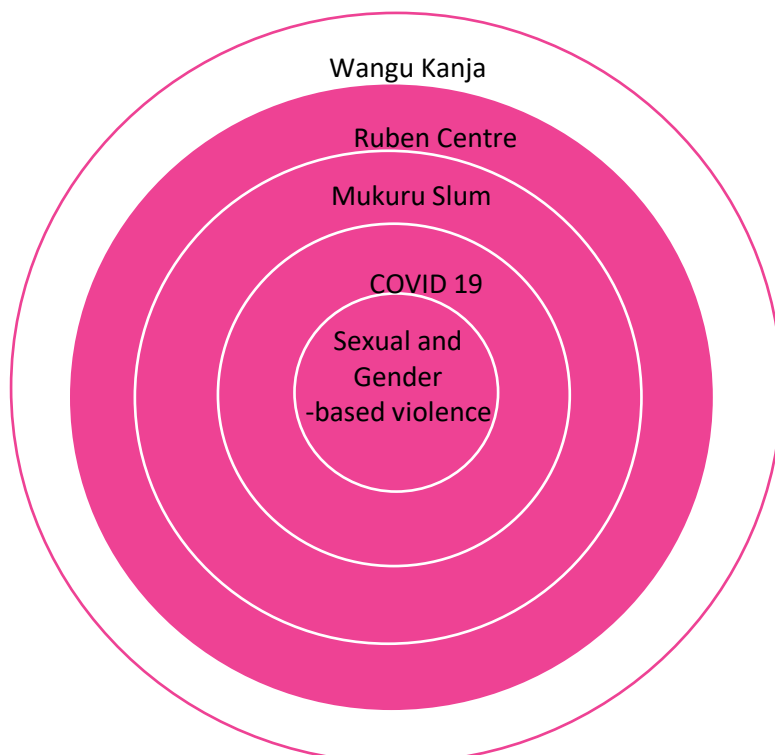 Wangu Kanja
Ruben Centre
Mukuru Slum
COVID 19
Sexual and
Gender
-based violence